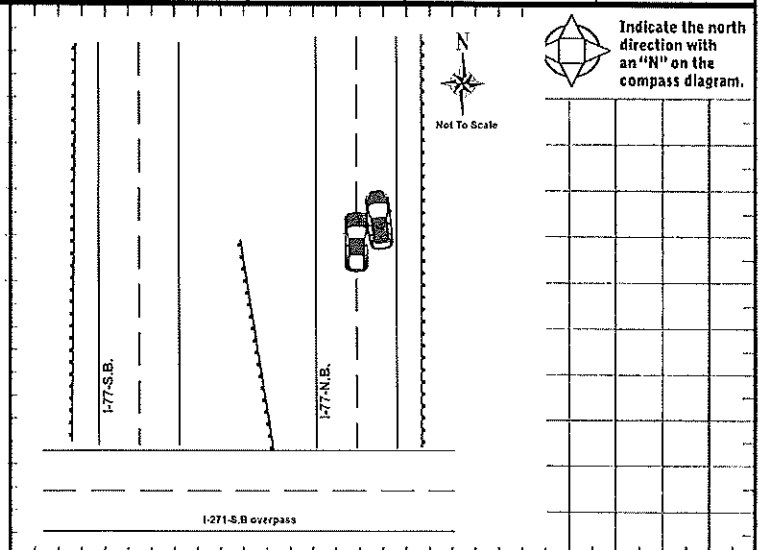 N
Not To Scale
Indicate the north
direction with
an "N" on the
compass diagram.
I-77-S.B.
I-77-N.B.
I-271-S.B overpass